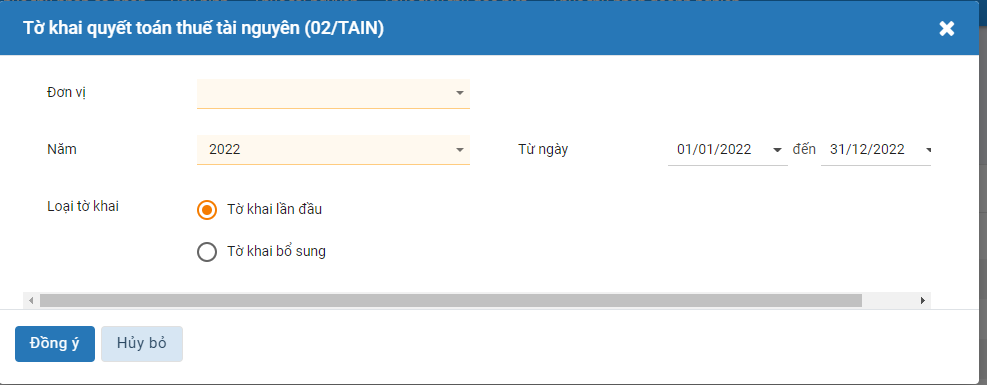 Tờ khai quyết toán thuế tài nguyên (02/TAIN)
Đơn vị
Năm 2022 Từ ngày 01/01/2022 đến 31/12/2022
Loại tờ khai
Tờ khai lần đầu
Tờ khai bổ sung
Đồng ý Hủy bỏ